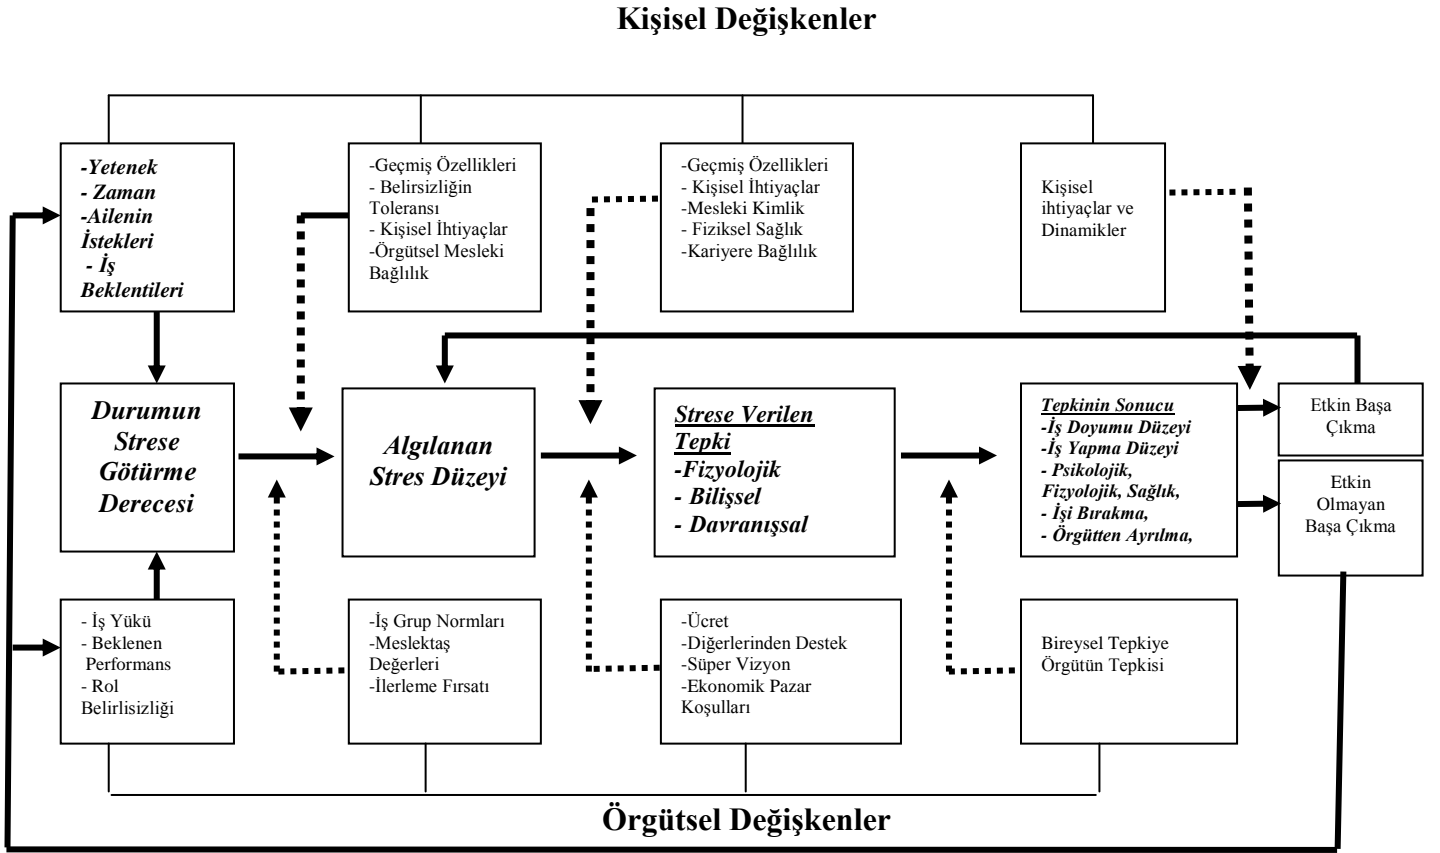 Kişisel Değişkenler
-Yetenek
- Zaman
-Ailenin
İstekleri
- İş
Beklentileri
-Geçmiş Özellikleri
- Belirsizliğin
Toleransı
- Kişisel İhtiyaçlar
-Örgütsel Mesleki
Bağlılık
-Geçmiş Özellikleri
- Kişisel İhtiyaçlar
-Mesleki Kimlik
- Fiziksel Sağlık
-Kariyere Bağlılık
Kişisel
ihtiyaçlar ve
Dinamikler
Durumun
Strese
Götürme
Derecesi
Algılanan
Stres Düzeyi
Strese Verilen
Tepki
-Fizyolojik
- Bilişsel
- Davranışsal
Tepkinin Sonucu
-İş Doyumu Düzeyi
-İş Yapma Düzeyi
- Psikolojik,
Fizyolojik, Sağlık,
- İşi Bırakma,
- Örgütten Ayrılma,
Etkin Başa
Çıkma
Etkin
Olmayan
Başa Çıkma
- İş Yükü
- Beklenen
Performans
- Rol
Belirlisizliği
-İş Grup Normları
-Meslektaş
Değerleri
-İlerleme Fırsatı
-Ücret
-Diğerlerinden Destek
-Süper Vizyon
-Ekonomik Pazar
Koşulları
Bireysel Tepkiye
Örgütün Tepkisi
Örgütsel Değişkenler